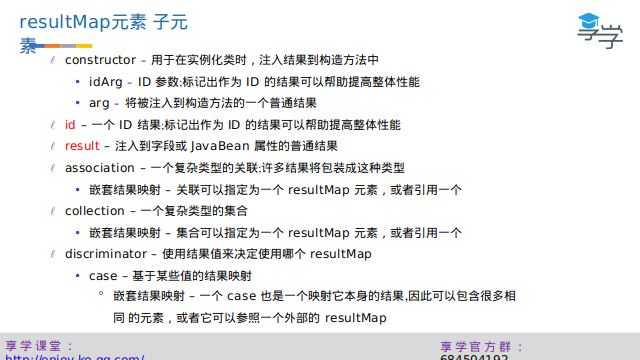 resultMap元素 子元
素
享学
constructor – 用于在实例化类时，注入结果到构造方法中
• idArg – ID 参数;标记出作为 ID 的结果可以帮助提高整体性能
• arg – 将被注入到构造方法的一个普通结果
id – 一个 ID 结果;标记出作为 ID 的结果可以帮助提高整体性能
result – 注入到字段或 JavaBean 属性的普通结果
association – 一个复杂类型的关联;许多结果将包装成这种类型
• 嵌套结果映射 – 关联可以指定为一个 resultMap 元素，或者引用一个
collection – 一个复杂类型的集合
• 嵌套结果映射 – 集合可以指定为一个 resultMap 元素，或者引用一个
discriminator – 使用结果值来决定使用哪个 resultMap
• case – 基于某些值的结果映射
° 嵌套结果映射 – 一个 case 也是一个映射它本身的结果,因此可以包含很多相
同 的元素，或者它可以参照一个外部的 resultMap
享学课堂：
http://enjoy.ke.qq.com/
享学官方群：
684504192